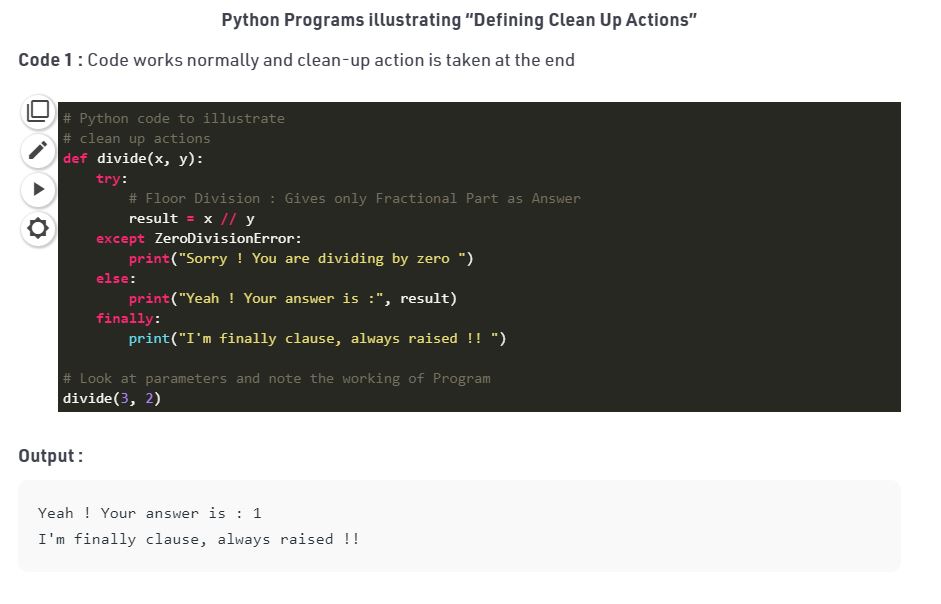 Python Programs illustrating “Defining Clean Up Actions”
Code 1 : Code works normally and clean-up action is taken at the end
# Python code to illustrate
# clean up actions
def divide(x, y):
    try:
        # Floor Division : Gives only Fractional Part as Answer
        result = x // y
    except ZeroDivisionError:
        print("Sorry ! You are dividing by zero ")
    else:
        print("Yeah ! Your answer is :", result)
    finally:
        print("I'm finally clause, always raised !! ")

# Look at parameters and note the working of Program
divide(3, 2)
Output :
Yeah ! Your answer is : 1
I'm finally clause, always raised !!